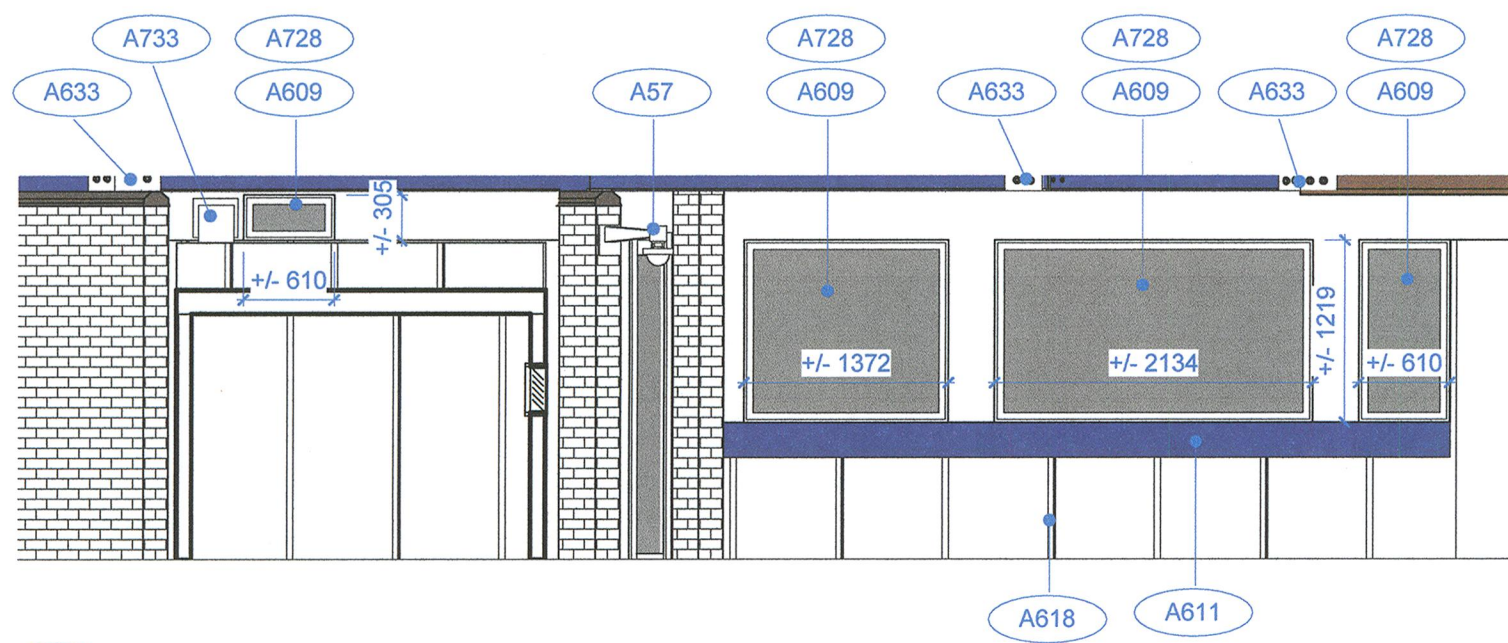 A733
A728
A728
A728
A728
A633
A609
A57
A609
A633
A609
A633
A609
+/- 305
+/- 610
+/- 1372
+/- 2134
+/- 1219
+/- 610
A618
A611